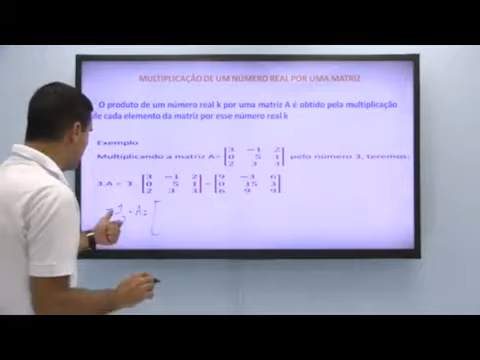 MULTIPLICAÇÃO DE UM NÚMERO REAL POR UMA MATRIZ
O produto de um número real k por uma matriz A é obtido pela multiplicação
de cada elemento da matriz por esse número real k
Exemplo
Multiplicando a matriz A= [3 -1 2
0 5 1
2 3 3] pelo número 3, teremos:
3.A = 3 [3 -1 2
0 5 1
2 3 3] = [9 -3 6
0 15 3
6 9 9]
A= [